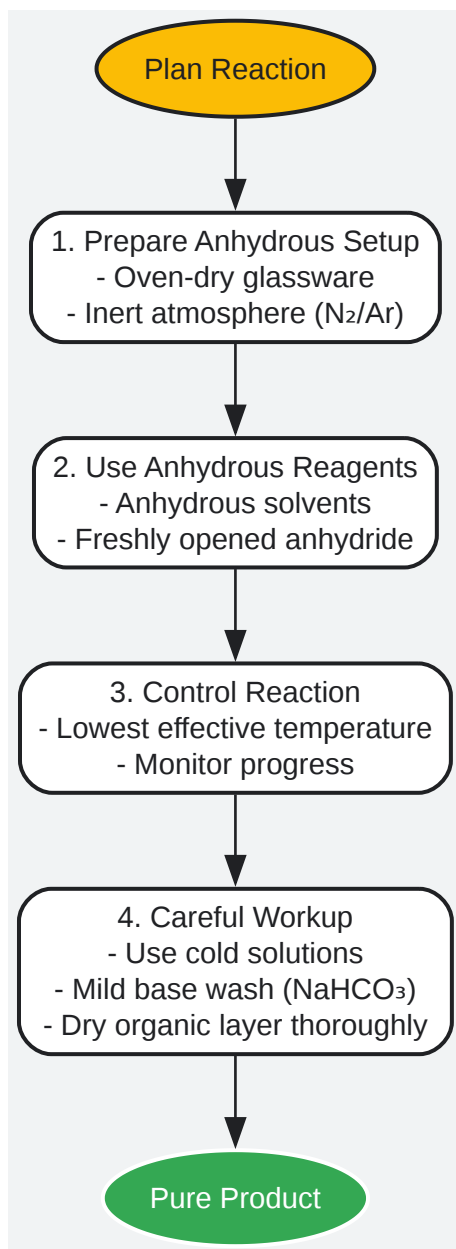 Plan Reaction
1. Prepare Anhydrous Setup
- Oven-dry glassware
- Inert atmosphere (N₂/Ar)
2. Use Anhydrous Reagents
- Anhydrous solvents
- Freshly opened anhydride
3. Control Reaction
- Lowest effective temperature
- Monitor progress
4. Careful Workup
- Use cold solutions
- Mild base wash (NaHCO₃)
- Dry organic layer thoroughly
Pure Product